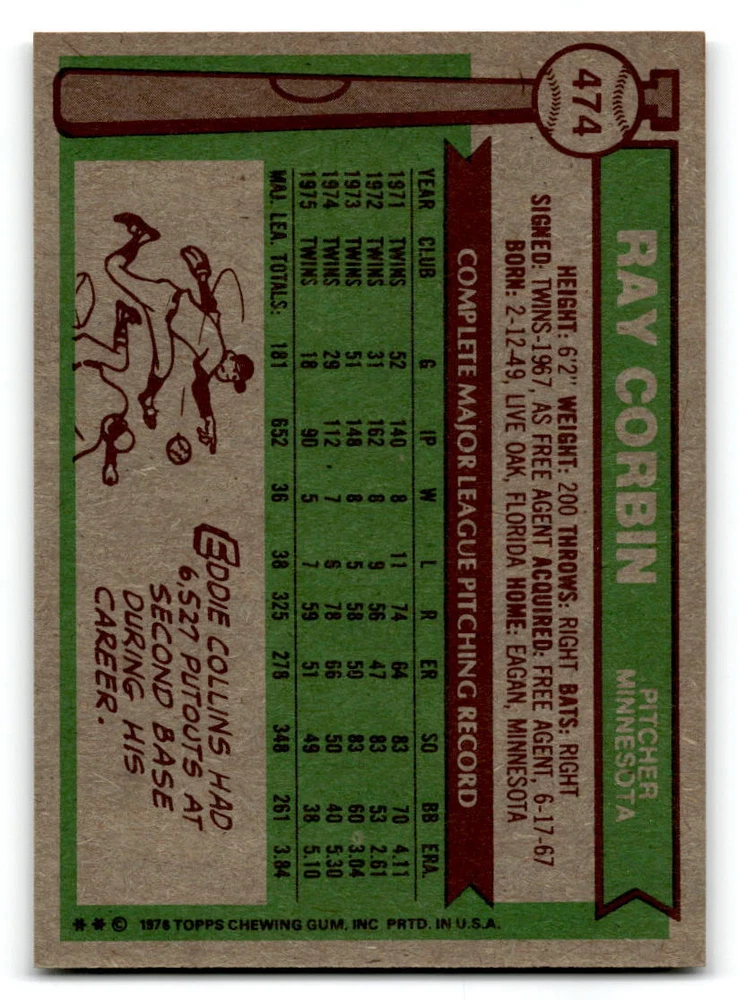 474
RAY CORBIN
PITCHER
MINNESOTA
HEIGHT: 6'2" WEIGHT: 200 THROWS: RIGHT BATS: RIGHT
SIGNED: TWINS-1967, AS FREE AGENT ACQUIRED: FREE AGENT, 6-17-67
BORN: 2-12-49, LIVE OAK, FLORIDA HOME: EAGAN, MINNESOTA
COMPLETE MAJOR LEAGUE PITCHING RECORD
YEAR CLUB G IP W L R ER SO BB ERA.
1971 TWINS 52 140 8 11 74 64 83 70 4.11
1972 TWINS 31 162 8 9 56 47 83 53 2.61
1973 TWINS 51 148 8 5 58 50 83 60 3.04
1974 TWINS 29 112 7 6 78 66 50 40 5.30
1975 TWINS 18 90 5 7 59 51 49 38 5.10
MAJ. LEA. TOTALS: 181 652 36 38 325 278 348 261 3.84
EDDIE COLLINS HAD
6,527 PUTOUTS AT
SECOND BASE
DURING HIS
CAREER.
** © 1976 TOPPS CHEWING GUM, INC PRTD. IN U.S.A.